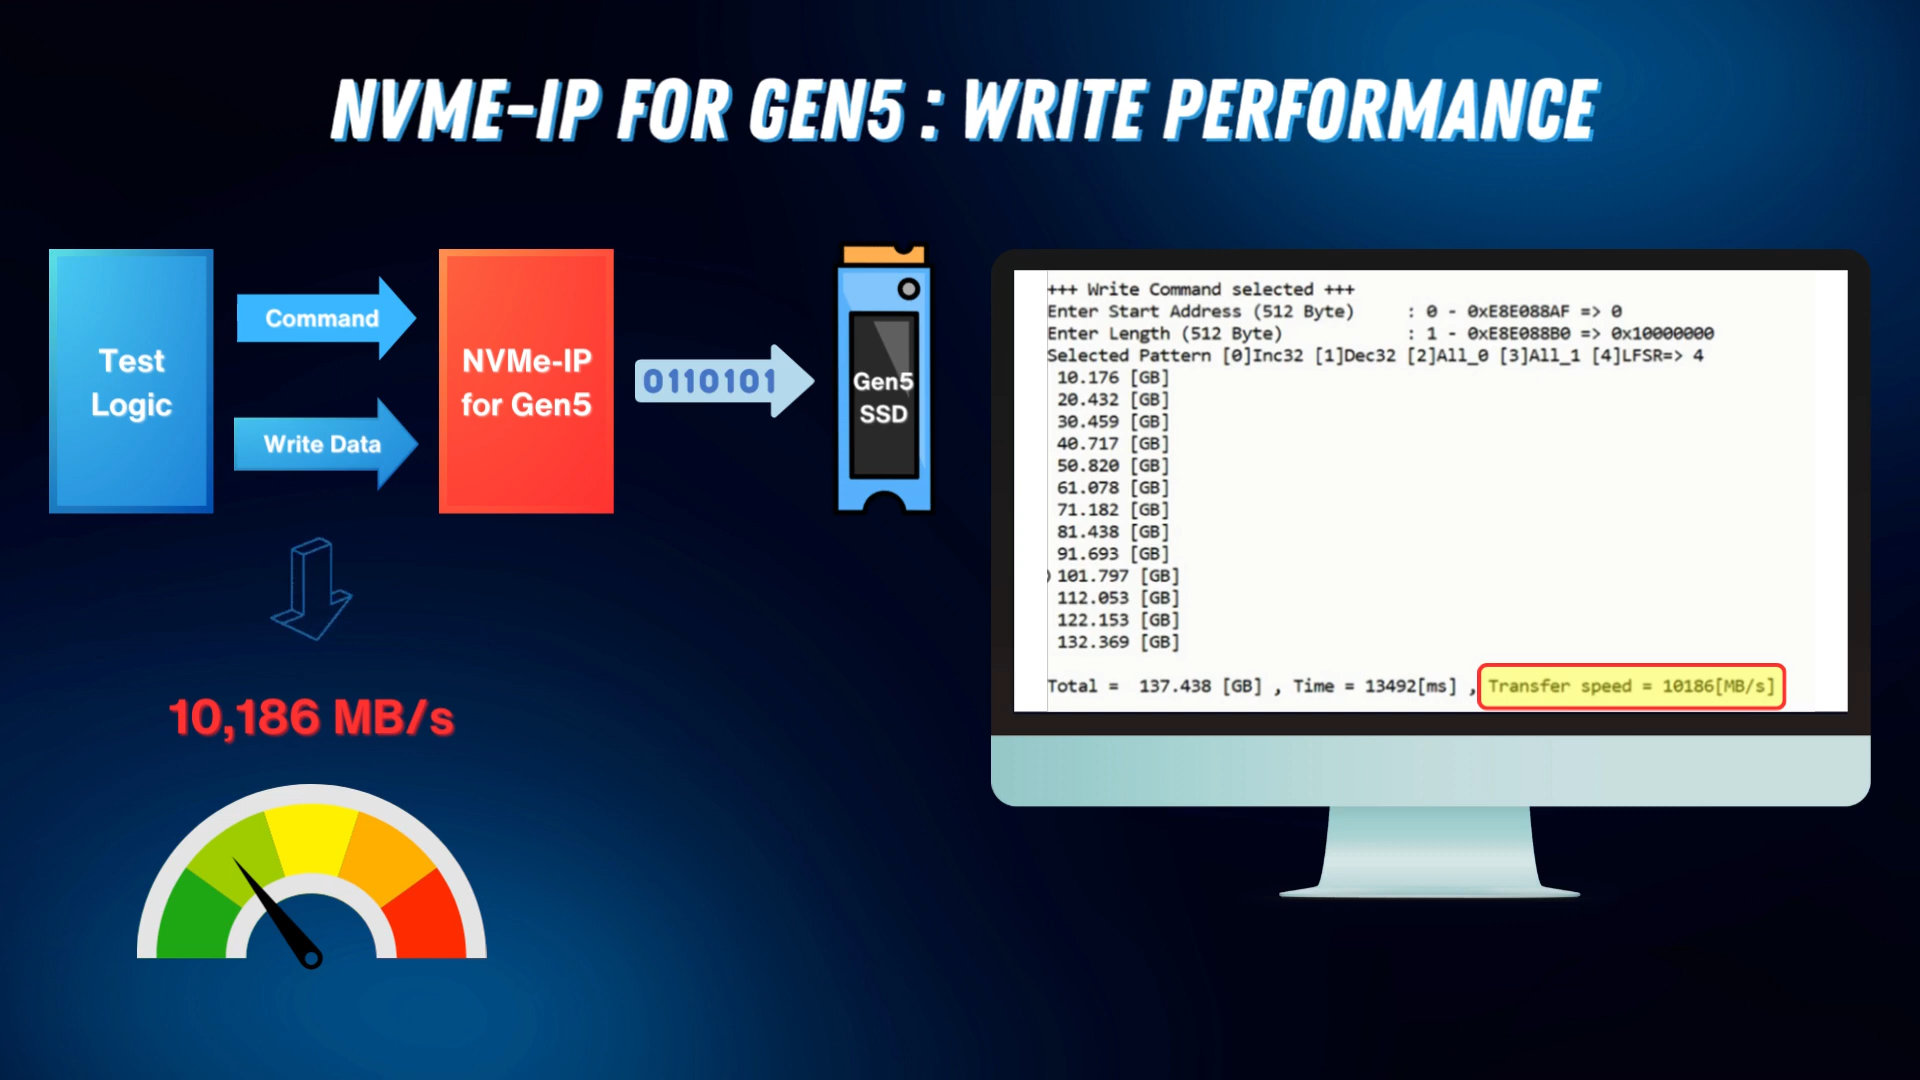 NVME-IP FOR GEN5 : WRITE PERFORMANCE
Test
Logic
Command
Write Data
NVMe-IP
for Gen5
0110101
Gen5
SSD
10,186 MB/s
+++ Write Command selected +++
Enter Start Address (512 Byte) : 0 - 0xE8E088AF => 0
Enter Length (512 Byte) : 1 - 0xE8E088B0 => 0x10000000
Selected Pattern [0]Inc32 [1]Dec32 [2]All_0 [3]All_1 [4]LFSR=> 4
10.176 [GB]
20.432 [GB]
30.459 [GB]
40.717 [GB]
50.820 [GB]
61.078 [GB]
71.182 [GB]
81.438 [GB]
91.693 [GB]
101.797 [GB]
112.053 [GB]
122.153 [GB]
132.369 [GB]
Total = 137.438 [GB] , Time = 13492[ms] , Transfer speed = 10186[MB/s]